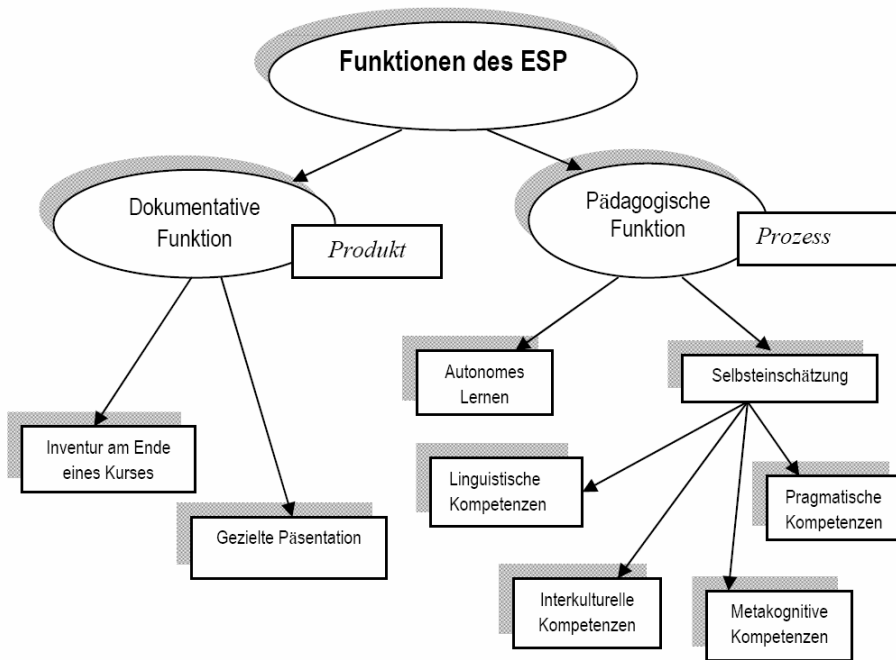 Funktionen des ESP
Dokumentative
Funktion
Produkt
Pädagogische
Funktion
Prozess
Autonomes
Lernen
Selbsteinschätzung
Inventur am Ende
eines Kurses
Gezielte Päsentation
Linguistische
Kompetenzen
Pragmatische
Kompetenzen
Interkulturelle
Kompetenzen
Metakognitive
Kompetenzen